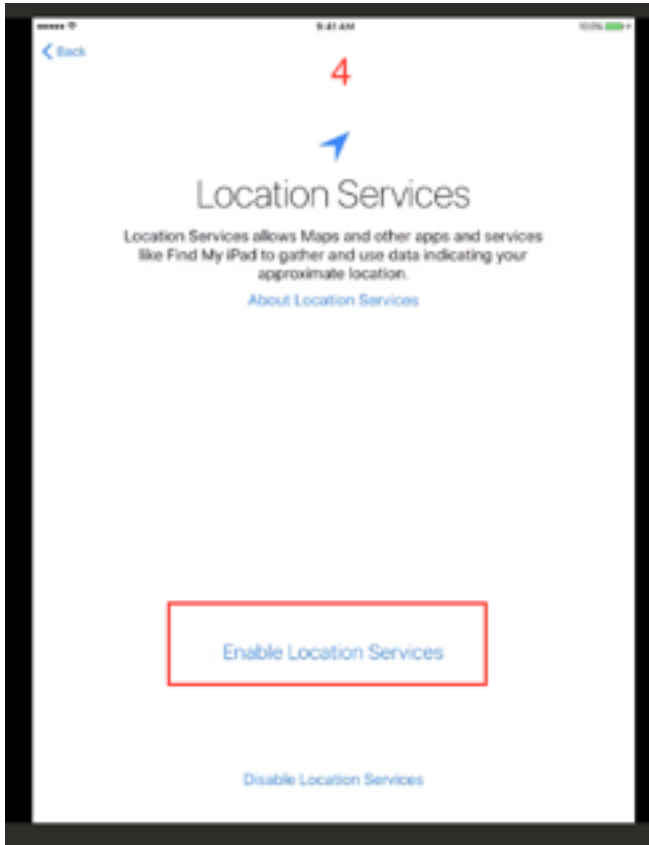 9:41 AM
100%
Back
4
Location Services
Location Services allows Maps and other apps and services
like Find My iPad to gather and use data indicating your
approximate location.
About Location Services
Enable Location Services
Disable Location Services